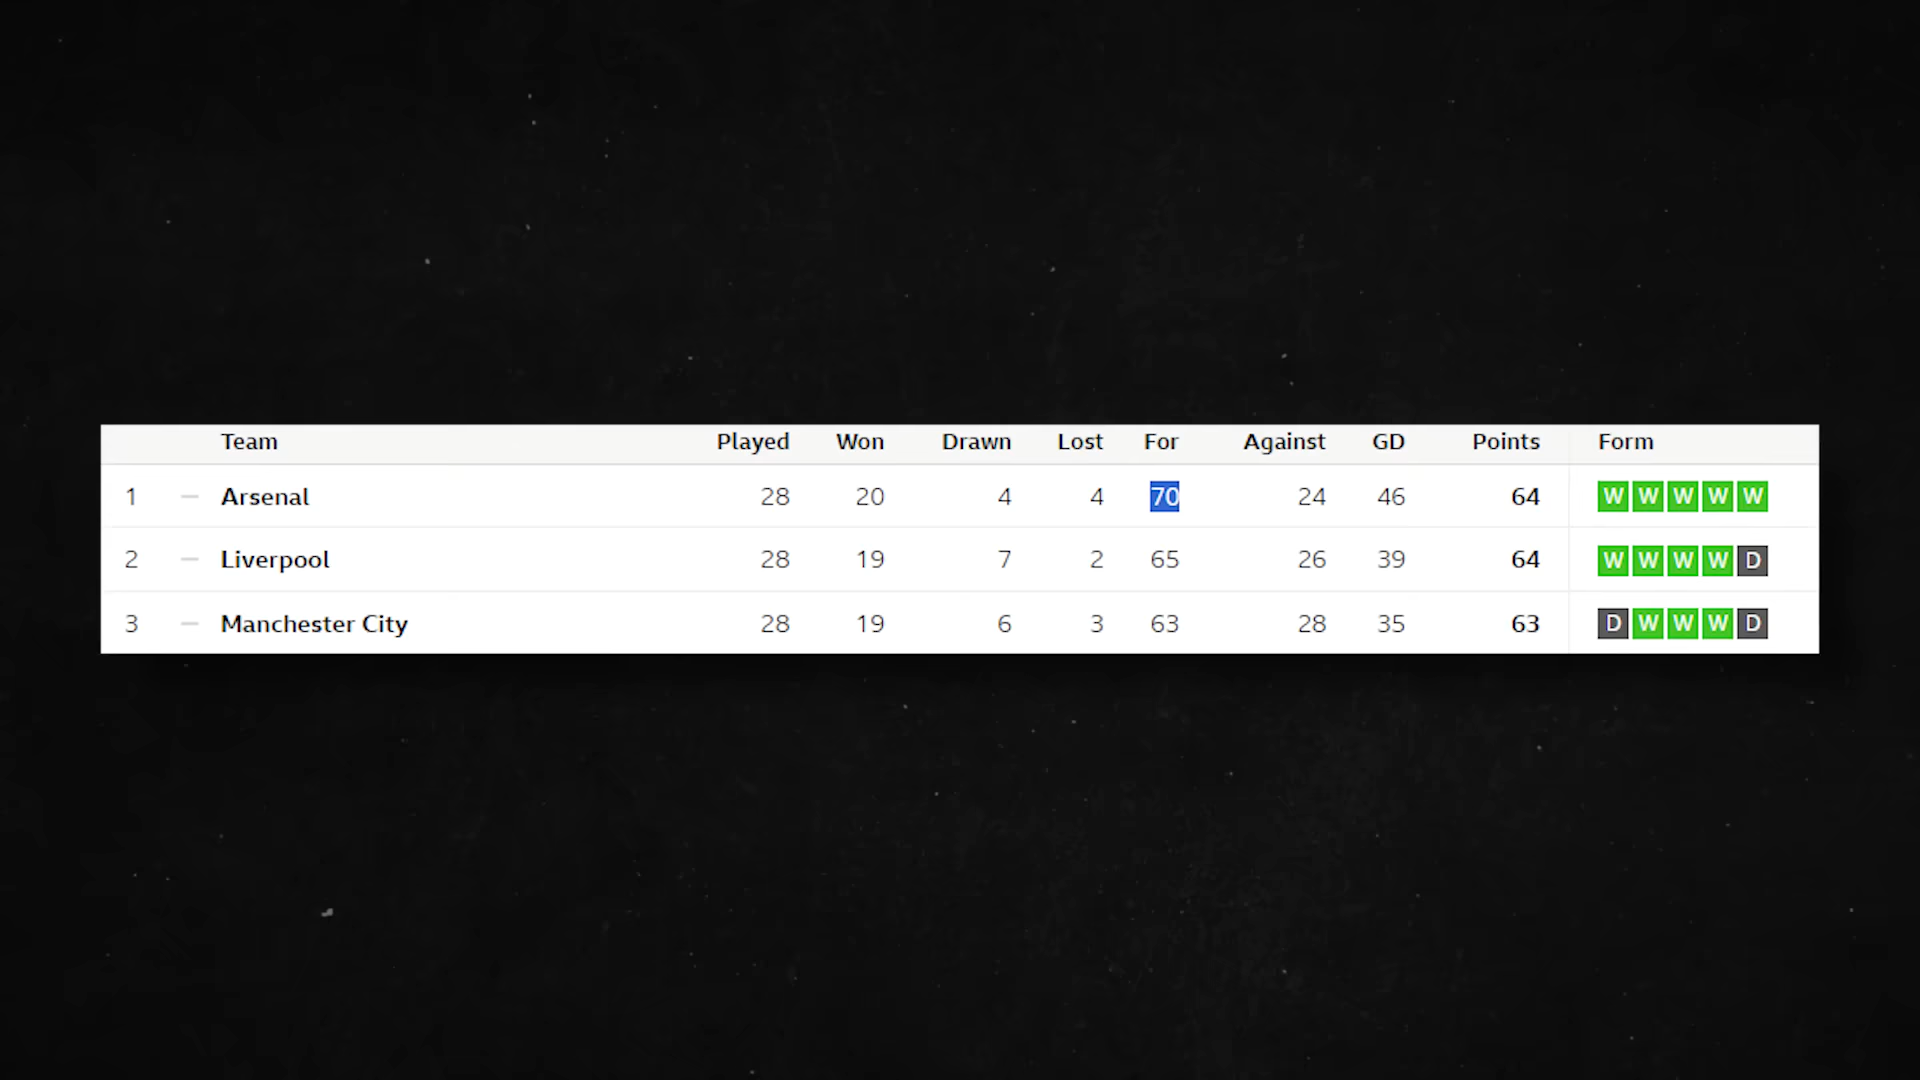 Team Played Won Drawn Lost For Against GD Points Form
1 — Arsenal 28 20 4 4 70 24 46 64 W W W W W
2 — Liverpool 28 19 7 2 65 26 39 64 W W W W D
3 — Manchester City 28 19 6 3 63 28 35 63 D W W W D